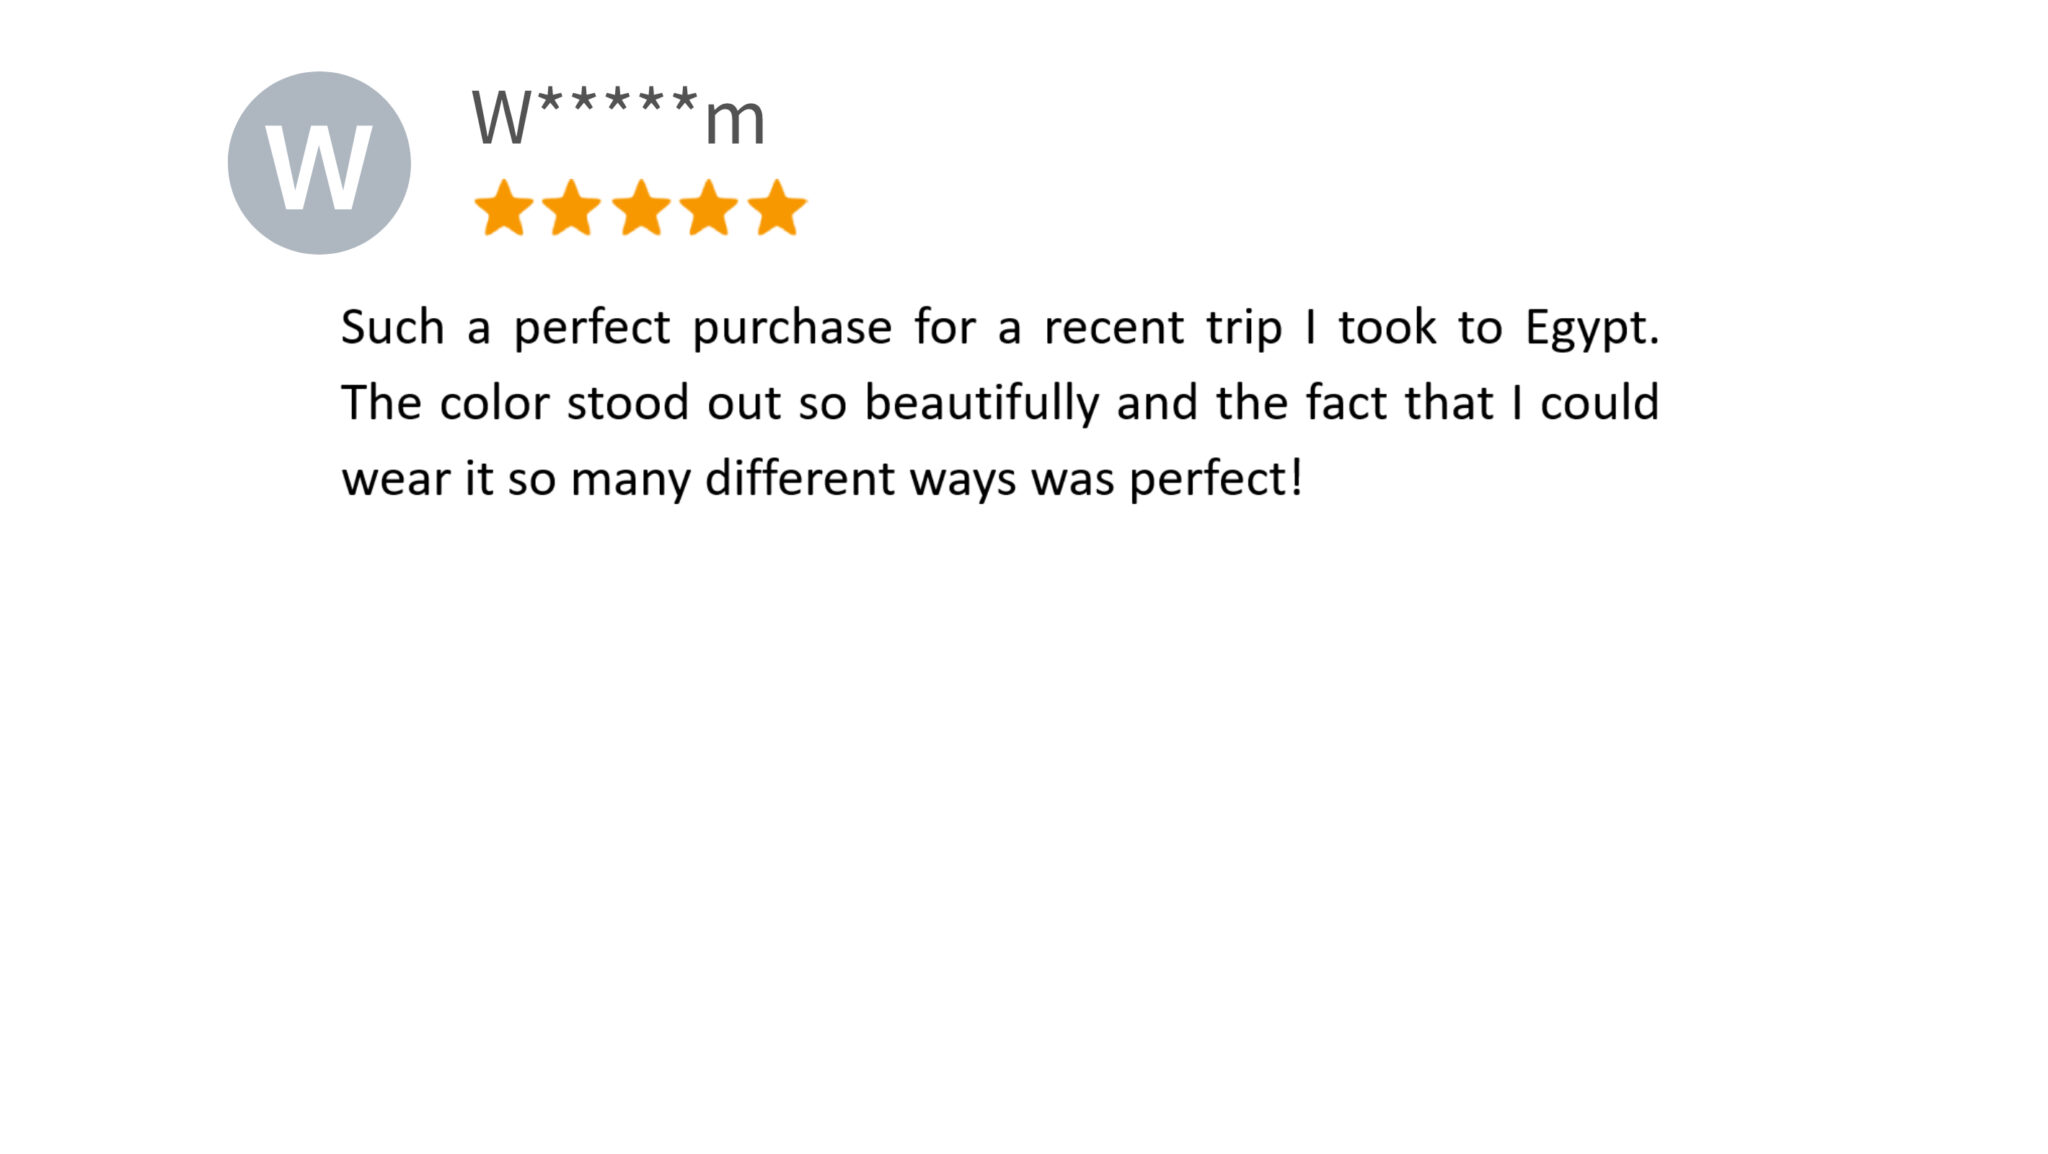 W
W*****m
Such a perfect purchase for a recent trip I took to Egypt.
The color stood out so beautifully and the fact that I could
wear it so many different ways was perfect!